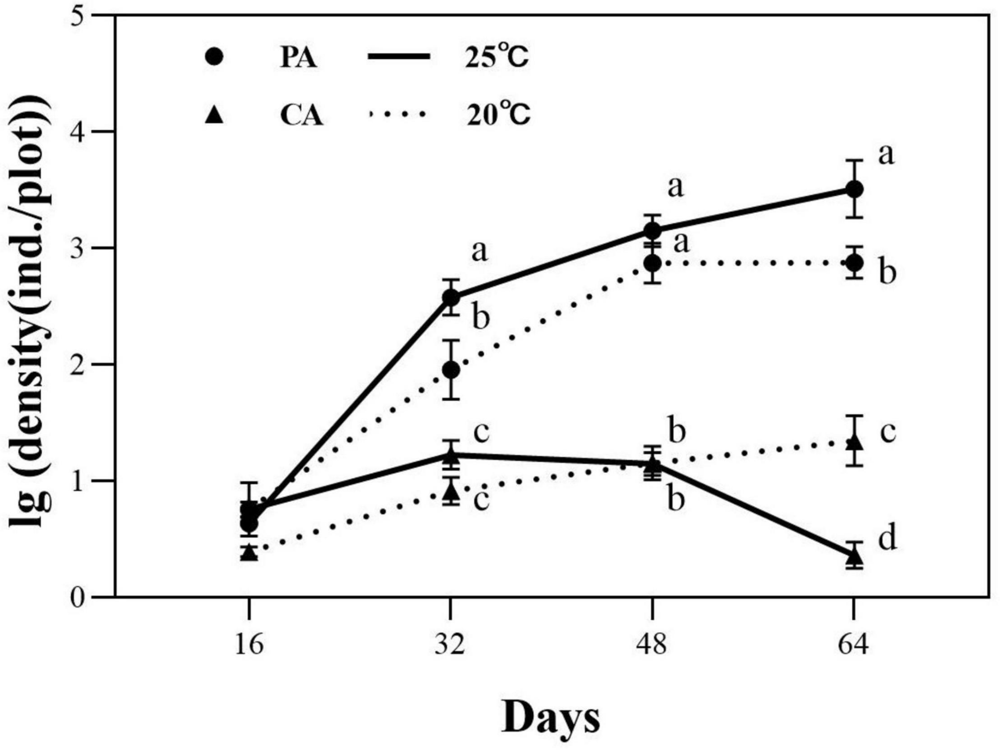 lg (density(ind./plot))
5
4
3
2
1
0
PA 25℃
CA 20℃
a
a
a
a
b
b
c
b
c
c
b
d
16 32 48 64
Days